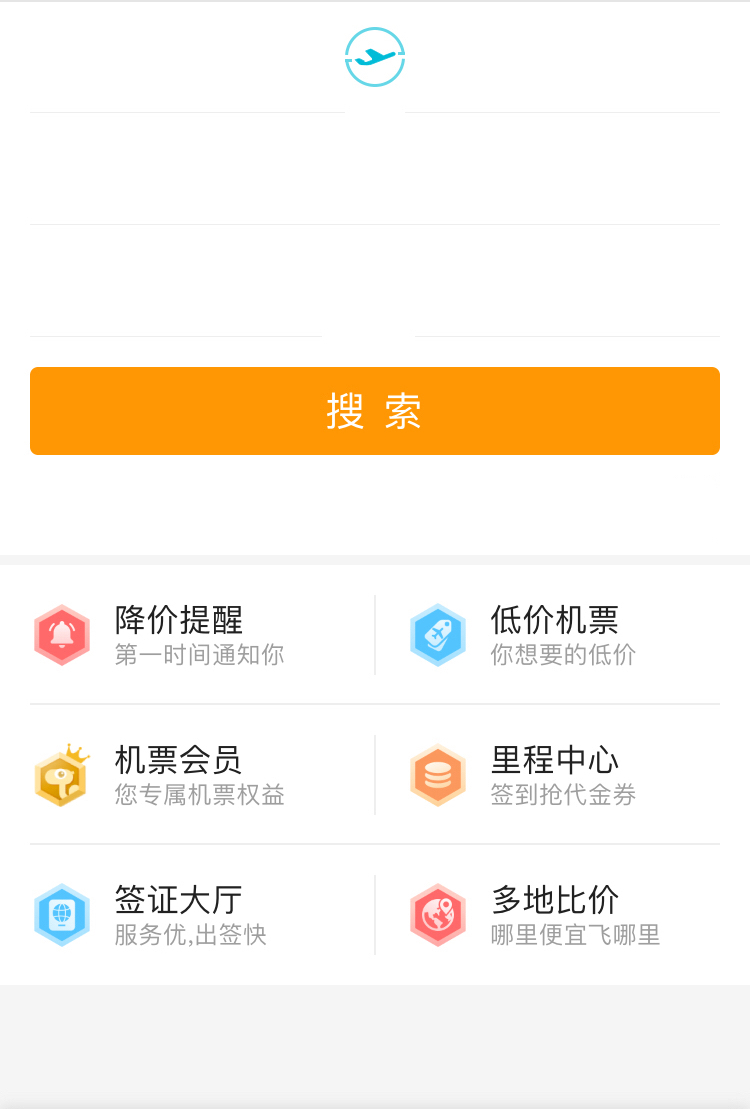 搜 索
降价提醒
第一时间通知你
低价机票
你想要的低价
机票会员
您专属机票权益
里程中心
签到抢代金券
签证大厅
服务优,出签快
多地比价
哪里便宜飞哪里